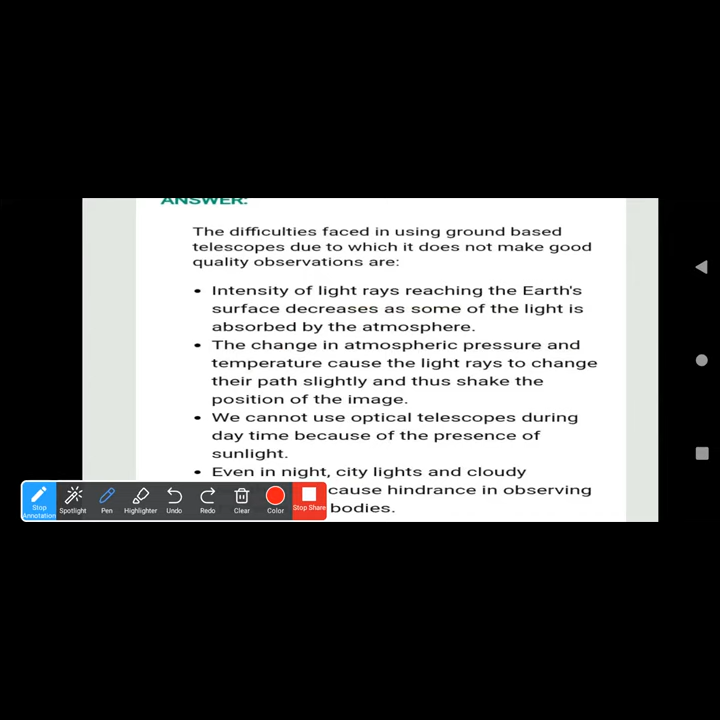 ANSWER:
The difficulties faced in using ground based
telescopes due to which it does not make good
quality observations are:
• Intensity of light rays reaching the Earth's
surface decreases as some of the light is
absorbed by the atmosphere.
• The change in atmospheric pressure and
temperature cause the light rays to change
their path slightly and thus shake the
position of the image.
• We cannot use optical telescopes during
day time because of the presence of
sunlight.
• Even in night, city lights and cloudy
cause hindrance in observing
bodies.
Stop Annotation
Spotlight
Pen
Highlighter
Undo
Redo
Clear
Color
Stop Share